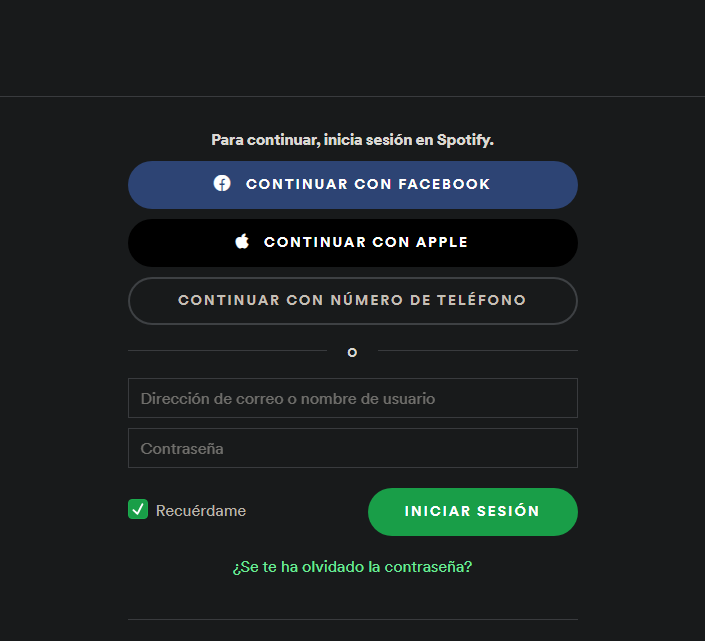 Para continuar, inicia sesión en Spotify.
CONTINUAR CON FACEBOOK
CONTINUAR CON APPLE
CONTINUAR CON NÚMERO DE TELÉFONO
O
Dirección de correo o nombre de usuario
Contraseña
Recuérdame
INICIAR SESIÓN
¿Se te ha olvidado la contraseña?